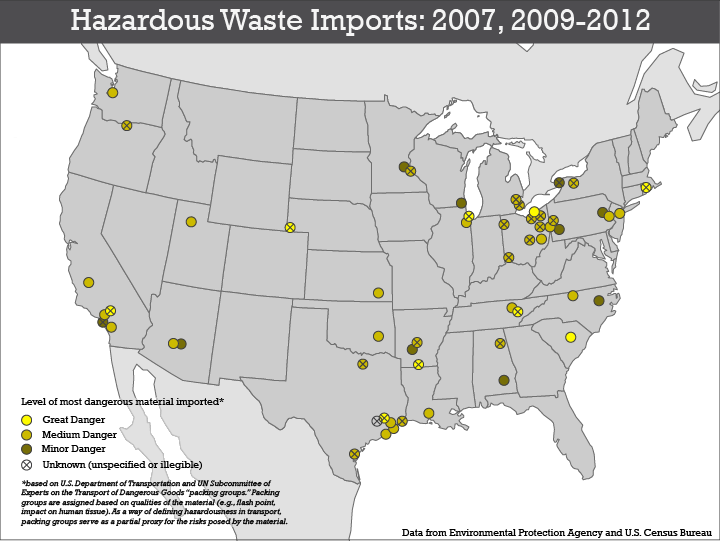 Hazardous Waste Imports: 2007, 2009-2012
Level of most dangerous material imported*
Great Danger
Medium Danger
Minor Danger
Unknown (unspecified or illegible)
*based on U.S. Department of Transportation and UN Subcommittee of
Experts on the Transport of Dangerous Goods "packing groups." Packing
groups are assigned based on qualities of the material (e.g., flash point,
impact on human tissue). As a way of defining hazardousness in transport,
packing groups serve as a partial proxy for the risks posed by the material.
Data from Environmental Protection Agency and U.S. Census Bureau